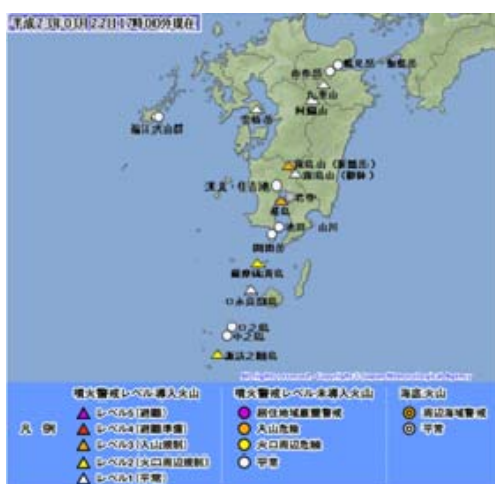 平成23年03月22日17時00分現在
鶴見岳・伽藍岳
由布岳
九重山
阿蘇山
雲仙岳
福江火山群
霧島山（新燃岳）
霧島山（御鉢）
米丸・住吉池
若尊
桜島
池田・山川
開聞岳
薩摩硫黄島
口永良部島
口之島
中之島
諏訪之瀬島
All rights reserved. Copyright © Japan Meteorological Agency
凡 例
噴火警戒レベル導入火山
レベル5(避難)
レベル4(避難準備)
レベル3(入山規制)
レベル2(火口周辺規制)
レベル1(平常)
噴火警戒レベル未導入火山
居住地域厳重警戒
入山危険
火口周辺危険
平常
海底火山
周辺海域警戒
平常